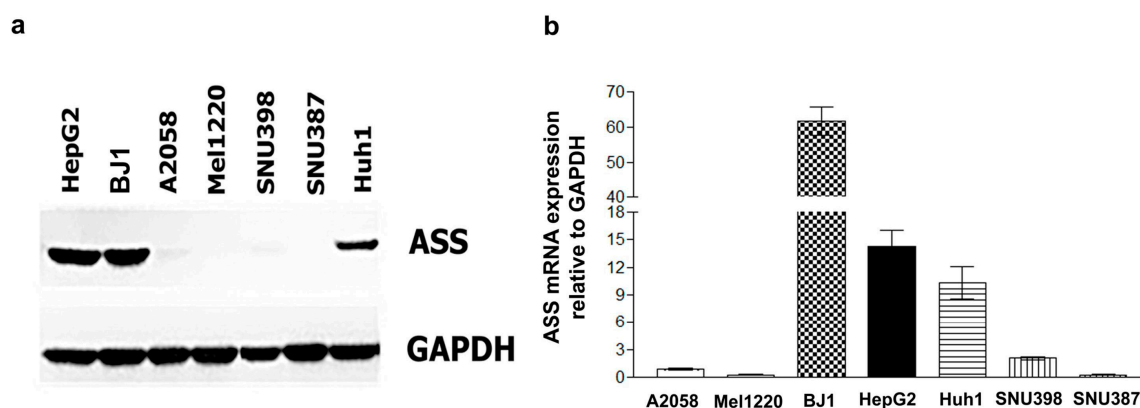 a
HepG2
BJ1
A2058
Mel1220
SNU398
SNU387
Huh1
ASS
GAPDH
b
ASS mRNA expression
relative to GAPDH
70
60
50
40
18
15
12
9
6
3
0
A2058 Mel1220 BJ1 HepG2 Huh1 SNU398 SNU387